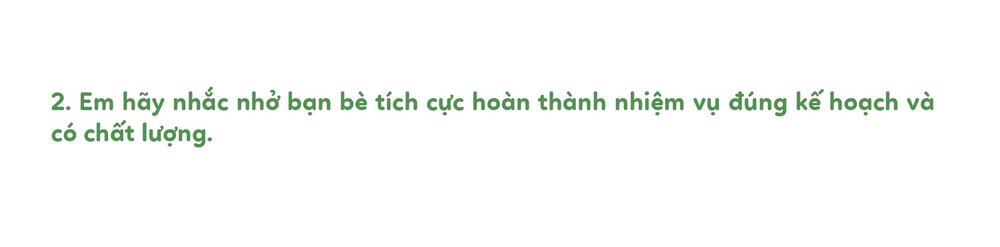 2. Em hãy nhắc nhở bạn bè tích cực hoàn thành nhiệm vụ đúng kế hoạch và
có chất lượng.